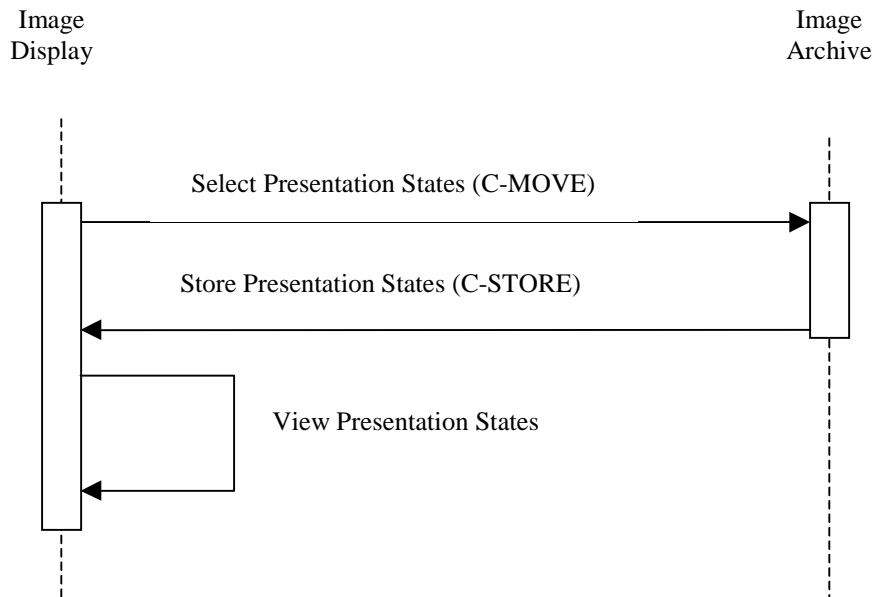 Image
Display
Image
Archive
Select Presentation States (C-MOVE)
Store Presentation States (C-STORE)
View Presentation States